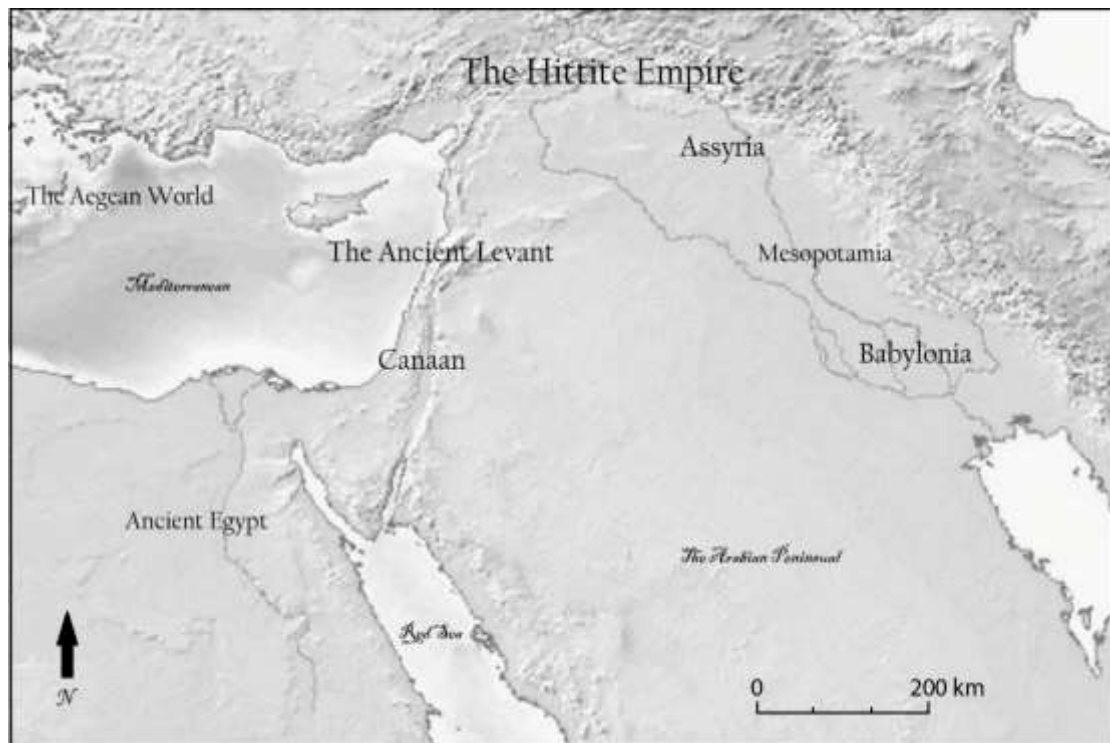 The Hittite Empire
Assyria
The Aegean World
The Ancient Levant
Mesopotamia
Mediterranean
Canaan
Babylonia
Ancient Egypt
The Arabian Peninsual
Red Sea
N
0 200 km